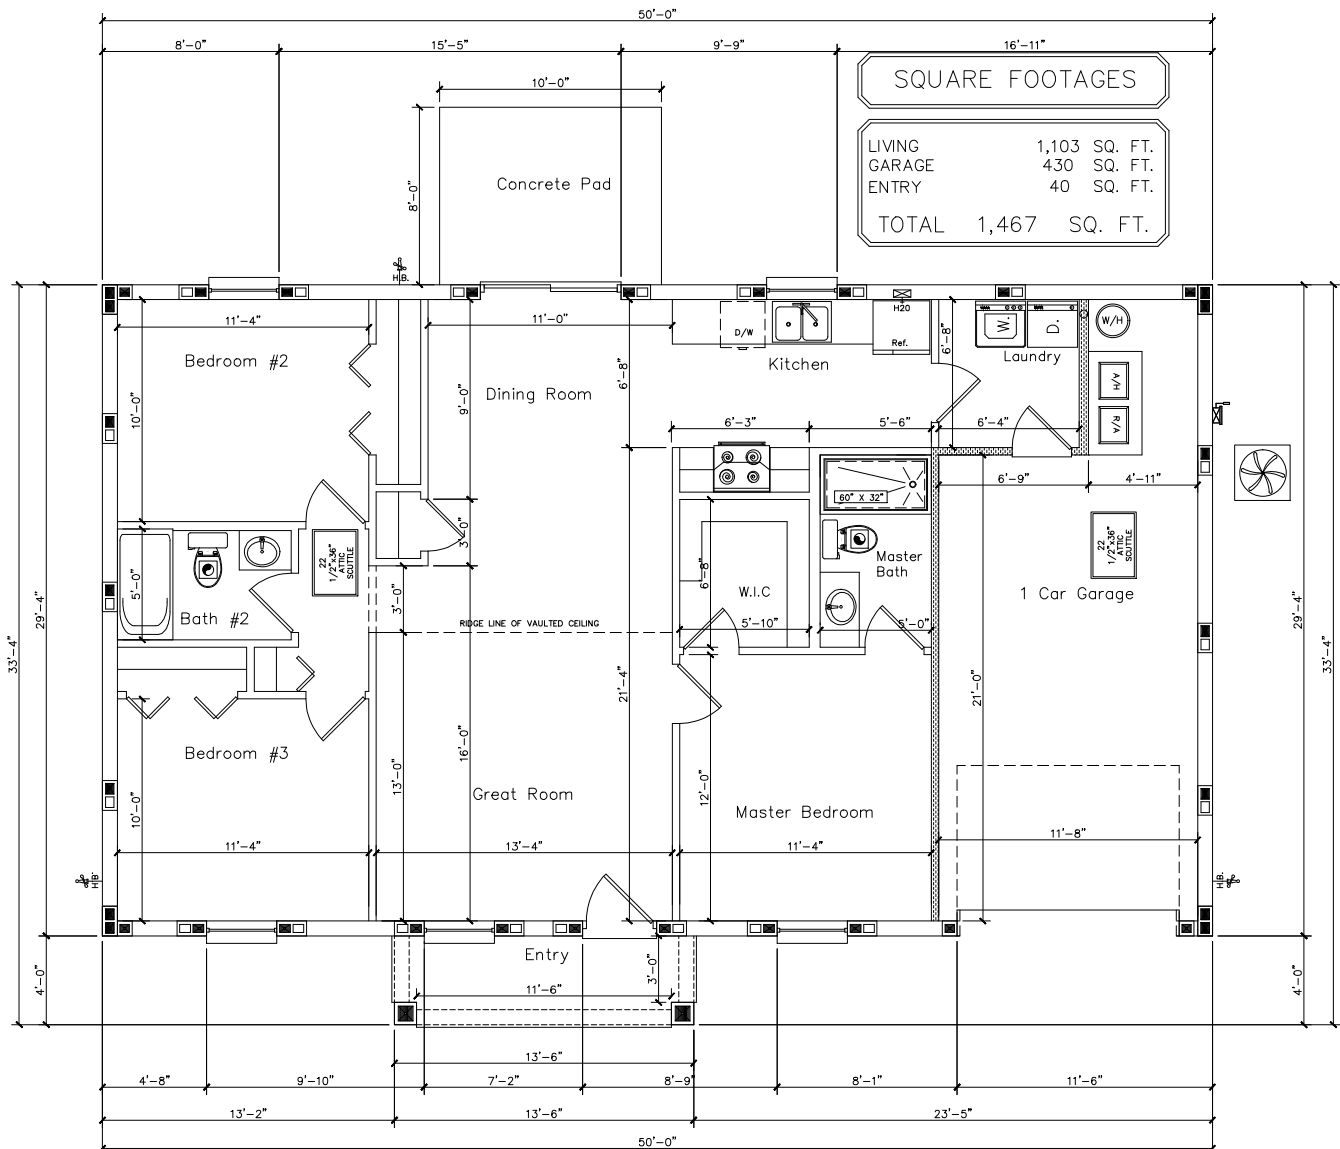 50'-0"
8'-0"
15'-5"
9'-9"
16'-11"
SQUARE FOOTAGES
10'-0"
LIVING 1,103 SQ. FT.
GARAGE 430 SQ. FT.
ENTRY 40 SQ. FT.
TOTAL 1,467 SQ. FT.
Concrete Pad
8'-0"
H.B.
11'-4"
11'-0"
D/W
H20
Ref.
6'-8"
W.
D.
W/H
Bedroom #2
Kitchen
Laundry
6'-8"
A/H
Dining Room
10'-0"
9'-0"
6'-3"
5'-6"
6'-4"
R/A
6'-9"
4'-11"
60" X 32"
3'-0"
22
1/2"x36"
ATTIC
SCUTTLE
22
1/2"x36"
ATTIC
SCUTTLE
Master
Bath
5'-0"
6'-8"
W.I.C
3'-0"
1 Car Garage
Bath #2
RIDGE LINE OF VAULTED CEILING
5'-10"
5'-0"
29'-4"
33'-4"
29'-4"
33'-4"
21'-4"
21'-0"
Bedroom #3
16'-0"
13'-0"
12'-0"
10'-0"
Great Room
Master Bedroom
11'-4"
13'-4"
11'-4"
11'-8"
H.B.
H.B.
Entry
3'-0"
4'-0"
4'-0"
11'-6"
13'-6"
4'-8"
9'-10"
7'-2"
8'-9"
8'-1"
11'-6"
13'-2"
13'-6"
23'-5"
50'-0"